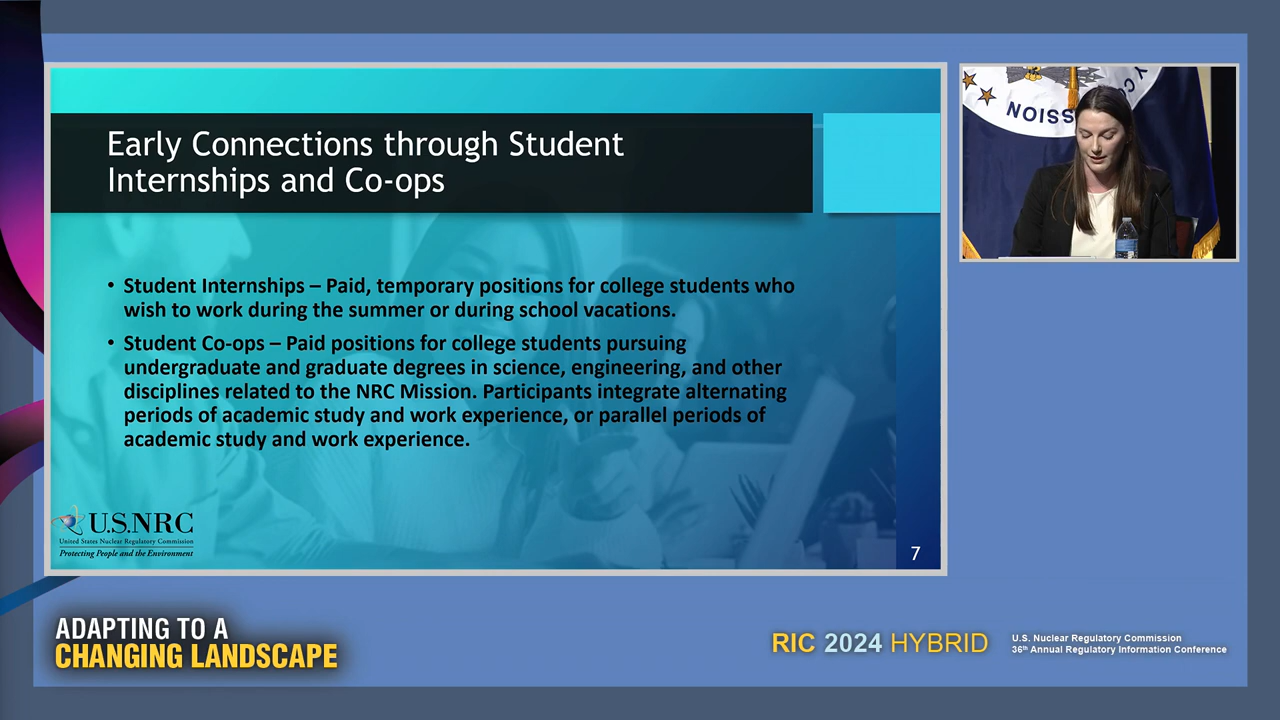 Early Connections through Student
Internships and Co-ops
• Student Internships – Paid, temporary positions for college students who
wish to work during the summer or during school vacations.
• Student Co-ops – Paid positions for college students pursuing
undergraduate and graduate degrees in science, engineering, and other
disciplines related to the NRC Mission. Participants integrate alternating
periods of academic study and work experience, or parallel periods of
academic study and work experience.
U.S.NRC
United States Nuclear Regulatory Commission
Protecting People and the Environment
7
Y CO
SSION
ADAPTING TO A
CHANGING LANDSCAPE
RIC 2024 HYBRID
U.S. Nuclear Regulatory Commission
36th Annual Regulatory Information Conference